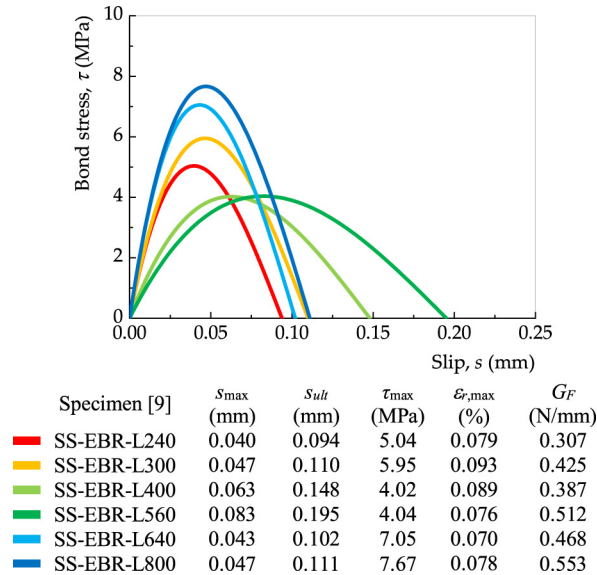 Bond stress, τ (MPa)
10
8
6
4
2
0
0.00 0.05 0.10 0.15 0.20 0.25
Slip, s (mm)
Specimen [9] s_max (mm) s_ult (mm) τ_max (MPa) ε_r,max (%) G_F (N/mm)
SS-EBR-L240 0.040 0.094 5.04 0.079 0.307
SS-EBR-L300 0.047 0.110 5.95 0.093 0.425
SS-EBR-L400 0.063 0.148 4.02 0.089 0.387
SS-EBR-L560 0.083 0.195 4.04 0.076 0.512
SS-EBR-L640 0.043 0.102 7.05 0.070 0.468
SS-EBR-L800 0.047 0.111 7.67 0.078 0.553